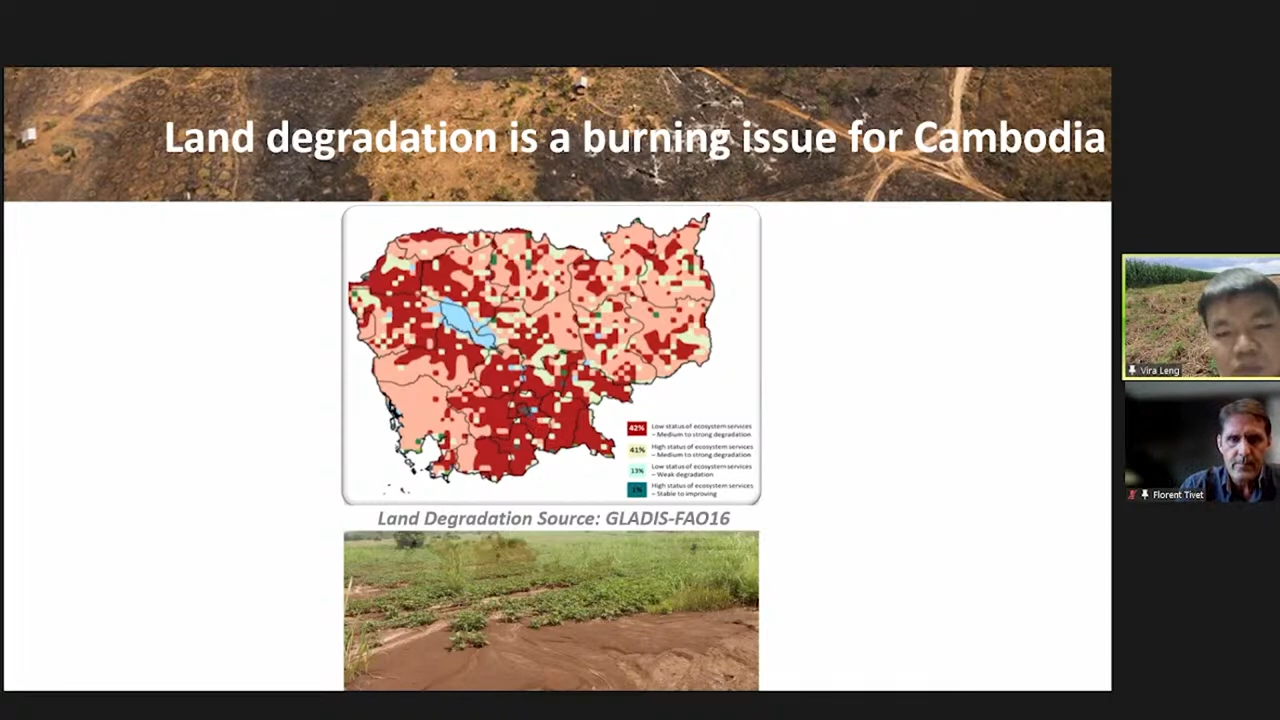 Land degradation is a burning issue for Cambodia
42%
Low status of ecosystem services
– Medium to strong degradation
41%
High status of ecosystem services
– Medium to strong degradation
13%
Low status of ecosystem services
– Weak degradation
High status of ecosystem services
– Stable to improving
Land Degradation Source: GLADIS-FAO16
Vira Leng
Florent Tivet